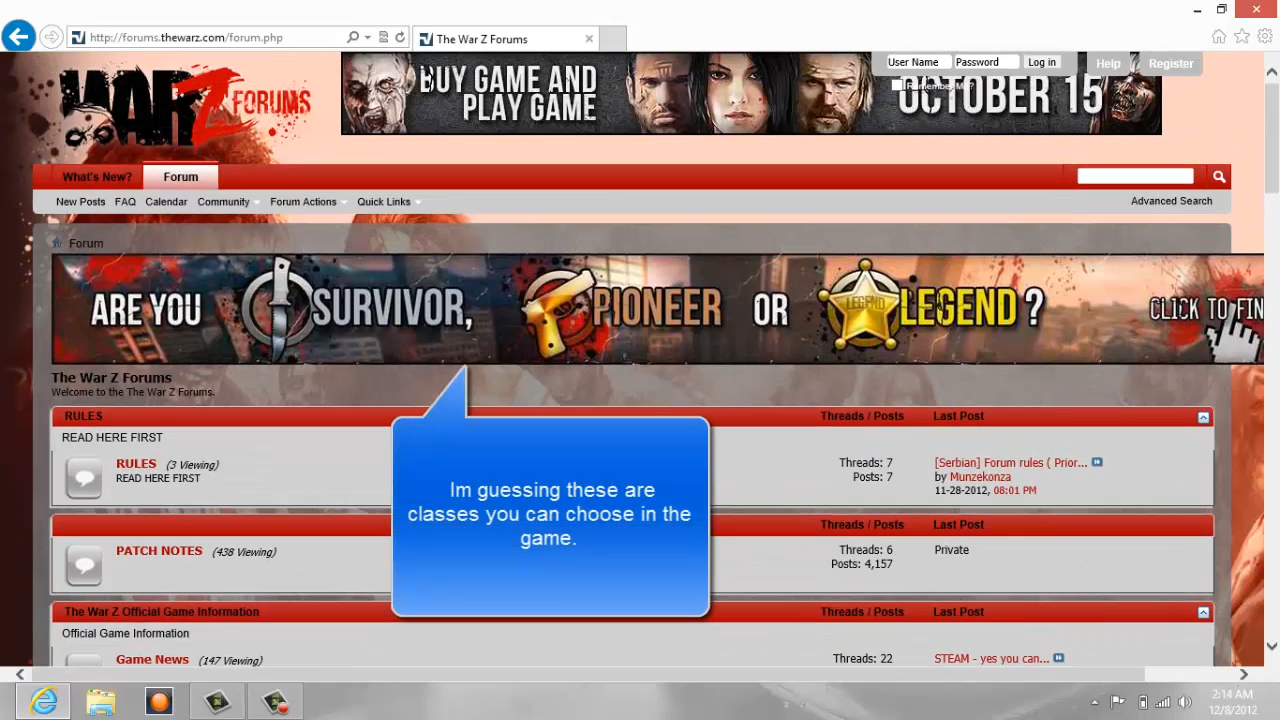 http://forums.thewarz.com/forum.php
The War Z Forums
WAR Z FORUMS
BUY GAME AND
PLAY GAME
OCTOBER 15
User Name
Password
Log in
Help
Register
Remember Me?
What's New?
Forum
New Posts
FAQ
Calendar
Community
Forum Actions
Quick Links
Advanced Search
Forum
ARE YOU SURVIVOR, PIONEER OR LEGEND LEGEND ?
CLICK TO FIN
The War Z Forums
Welcome to the The War Z Forums.
RULES
Threads / Posts
Last Post
READ HERE FIRST
RULES (3 Viewing)
READ HERE FIRST
Threads: 7
Posts: 7
[Serbian] Forum rules ( Prior...
by Munzekonza
11-28-2012, 08:01 PM
Im guessing these are
classes you can choose in the
game.
Threads / Posts
Last Post
PATCH NOTES (438 Viewing)
Threads: 6
Posts: 4,157
Private
The War Z Official Game Information
Threads / Posts
Last Post
Official Game Information
Game News (147 Viewing)
Threads: 22
STEAM - yes you can...
2:14 AM
12/8/2012